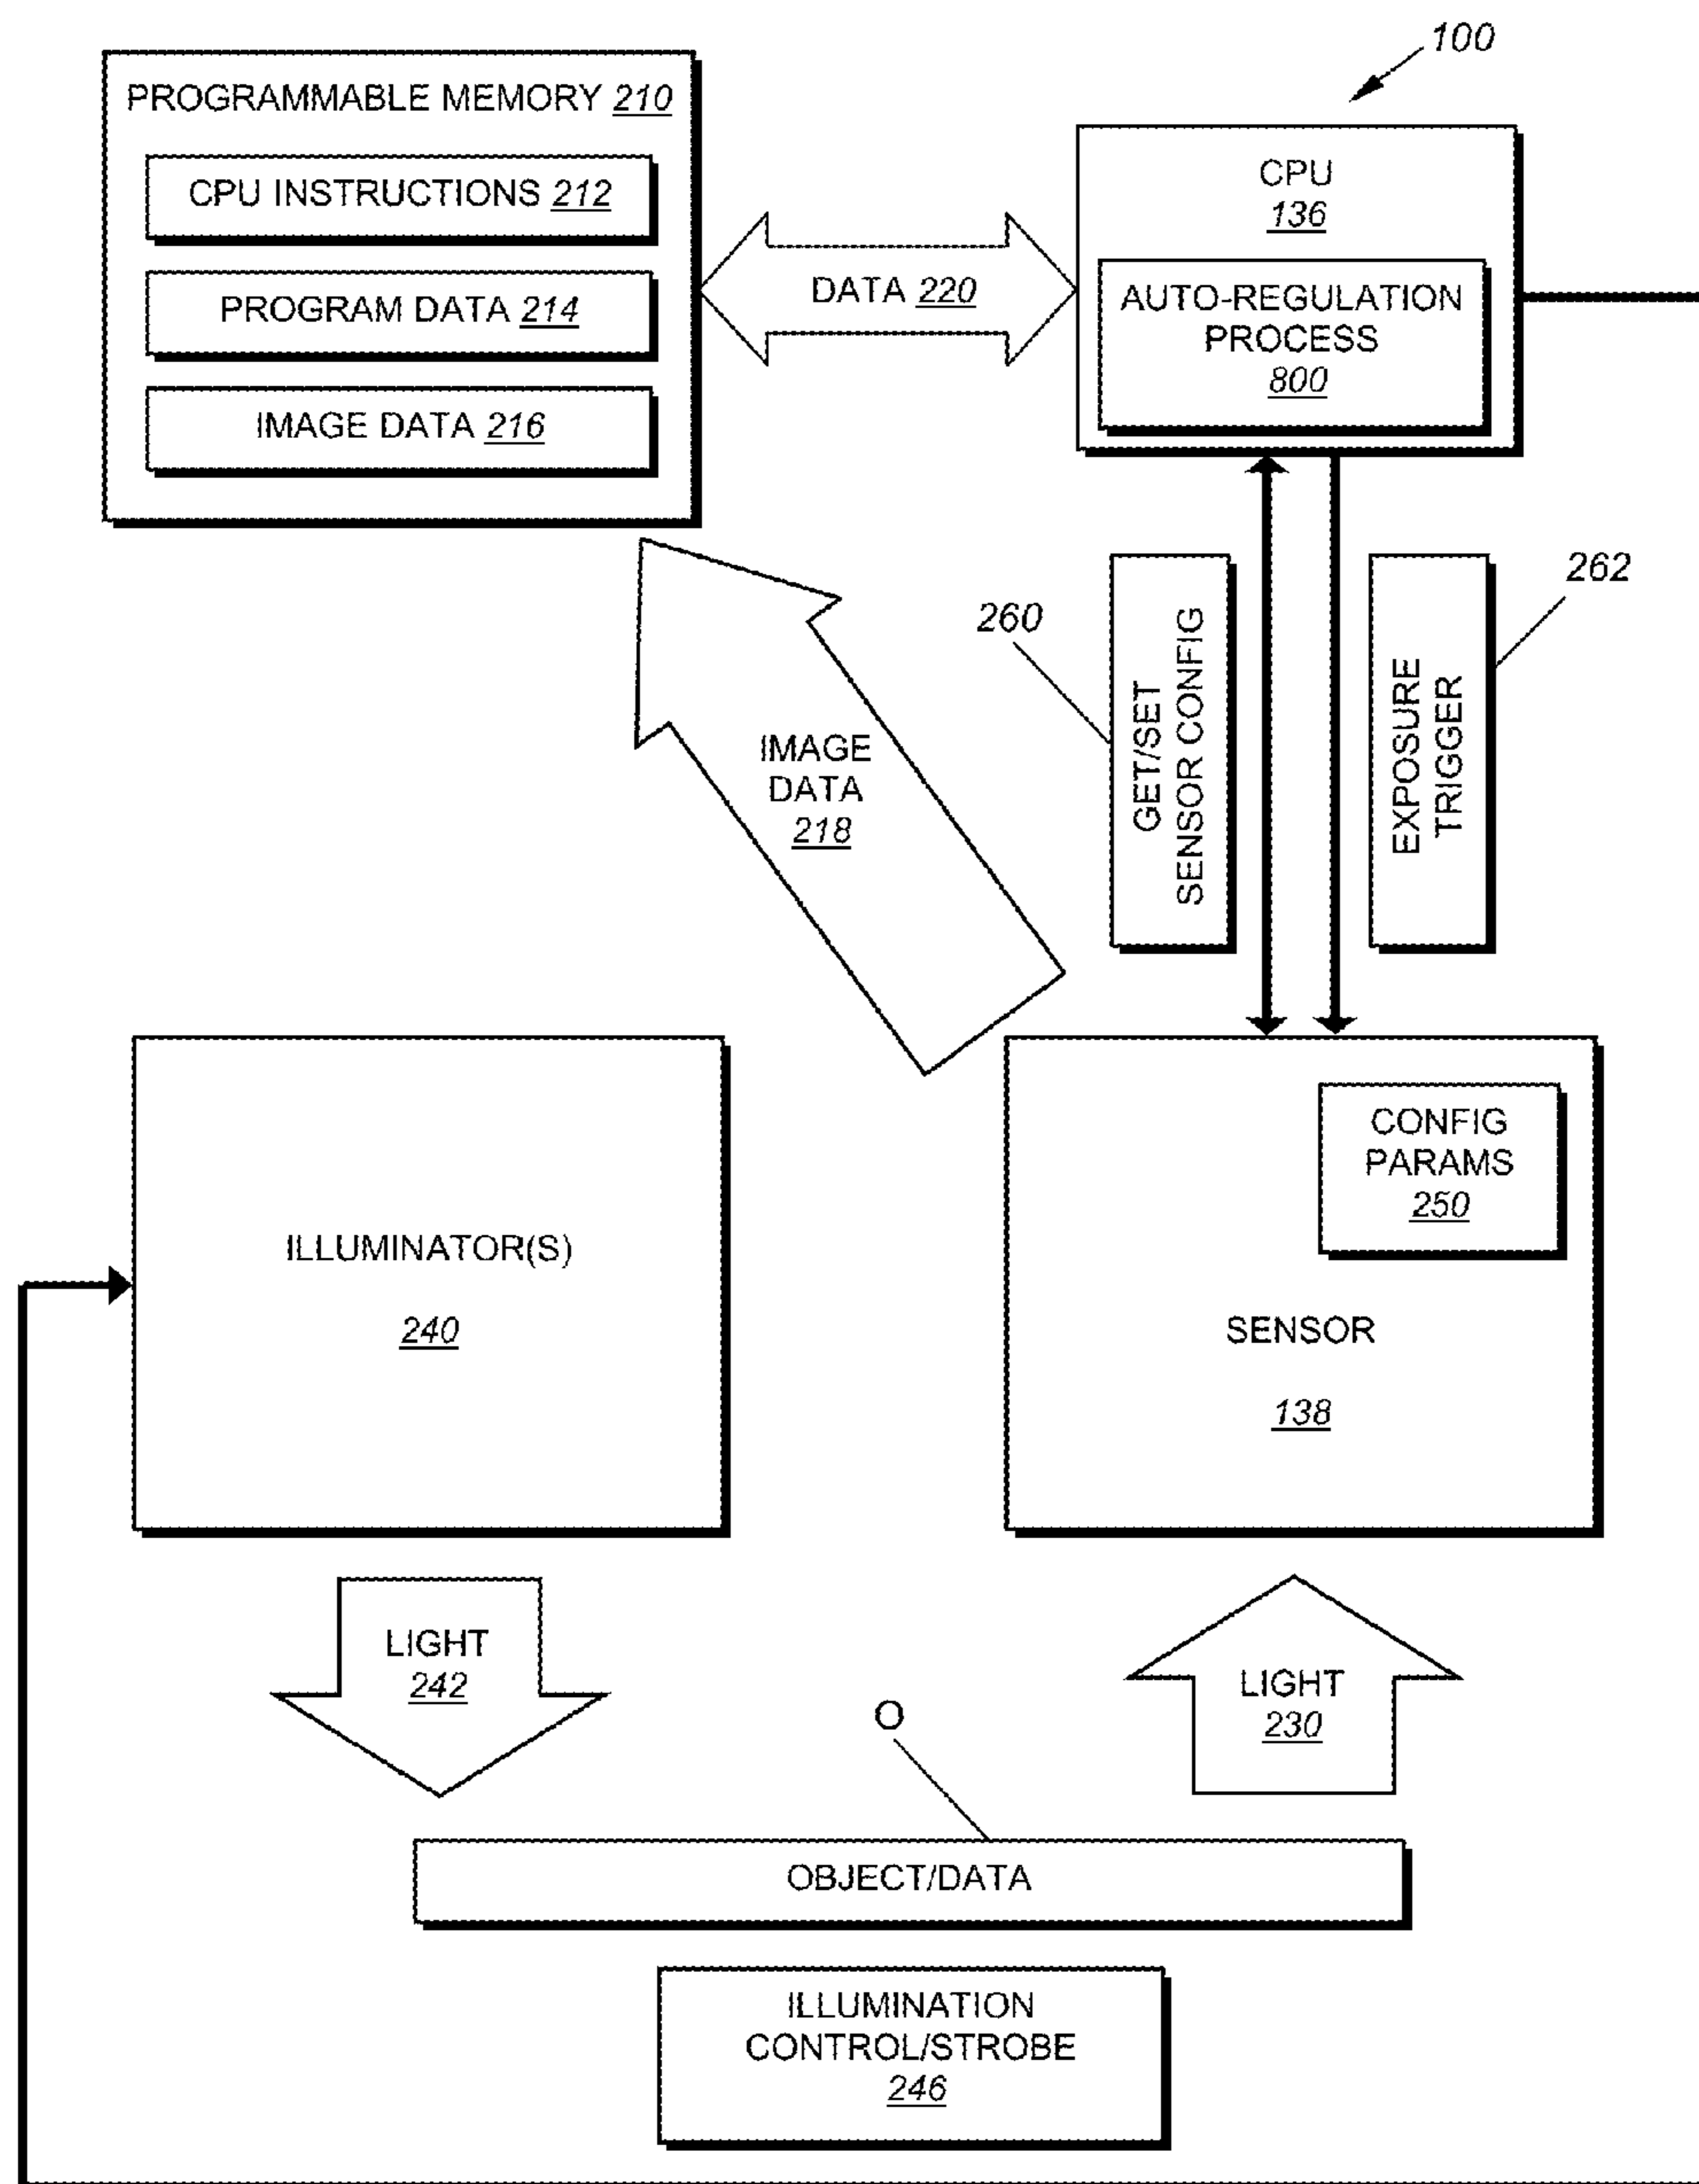 100
PROGRAMMABLE MEMORY 210
CPU INSTRUCTIONS 212
PROGRAM DATA 214
IMAGE DATA 216
DATA 220
CPU
136
AUTO-REGULATION
PROCESS
800
IMAGE
DATA
218
260
GET/SET
SENSOR CONFIG
EXPOSURE
TRIGGER
262
ILLUMINATOR(S)
240
CONFIG
PARAMS
250
SENSOR
138
LIGHT
242
LIGHT
230
O
OBJECT/DATA
ILLUMINATION
CONTROL/STROBE
246